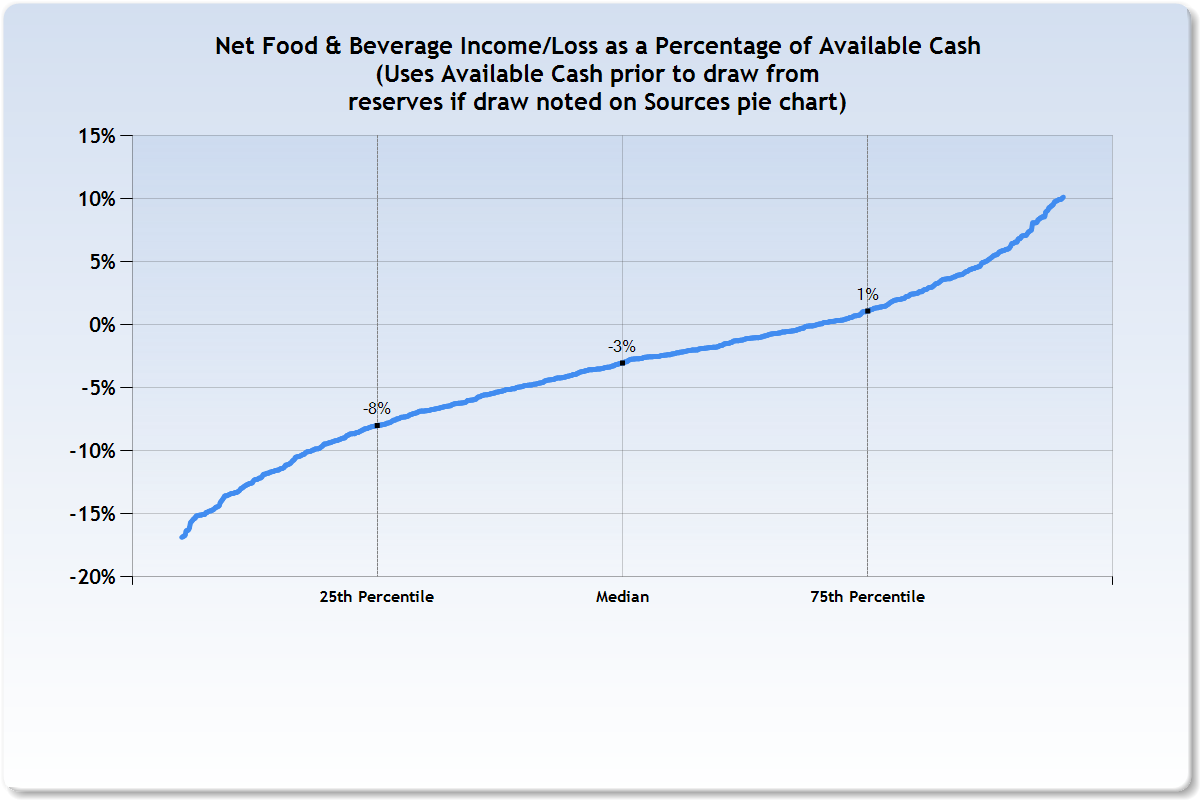 Net Food & Beverage Income/Loss as a Percentage of Available Cash
(Uses Available Cash prior to draw from
reserves if draw noted on Sources pie chart)
15%
10%
5%
0%
-5%
-10%
-15%
-20%
-8%
-3%
1%
25th Percentile
Median
75th Percentile